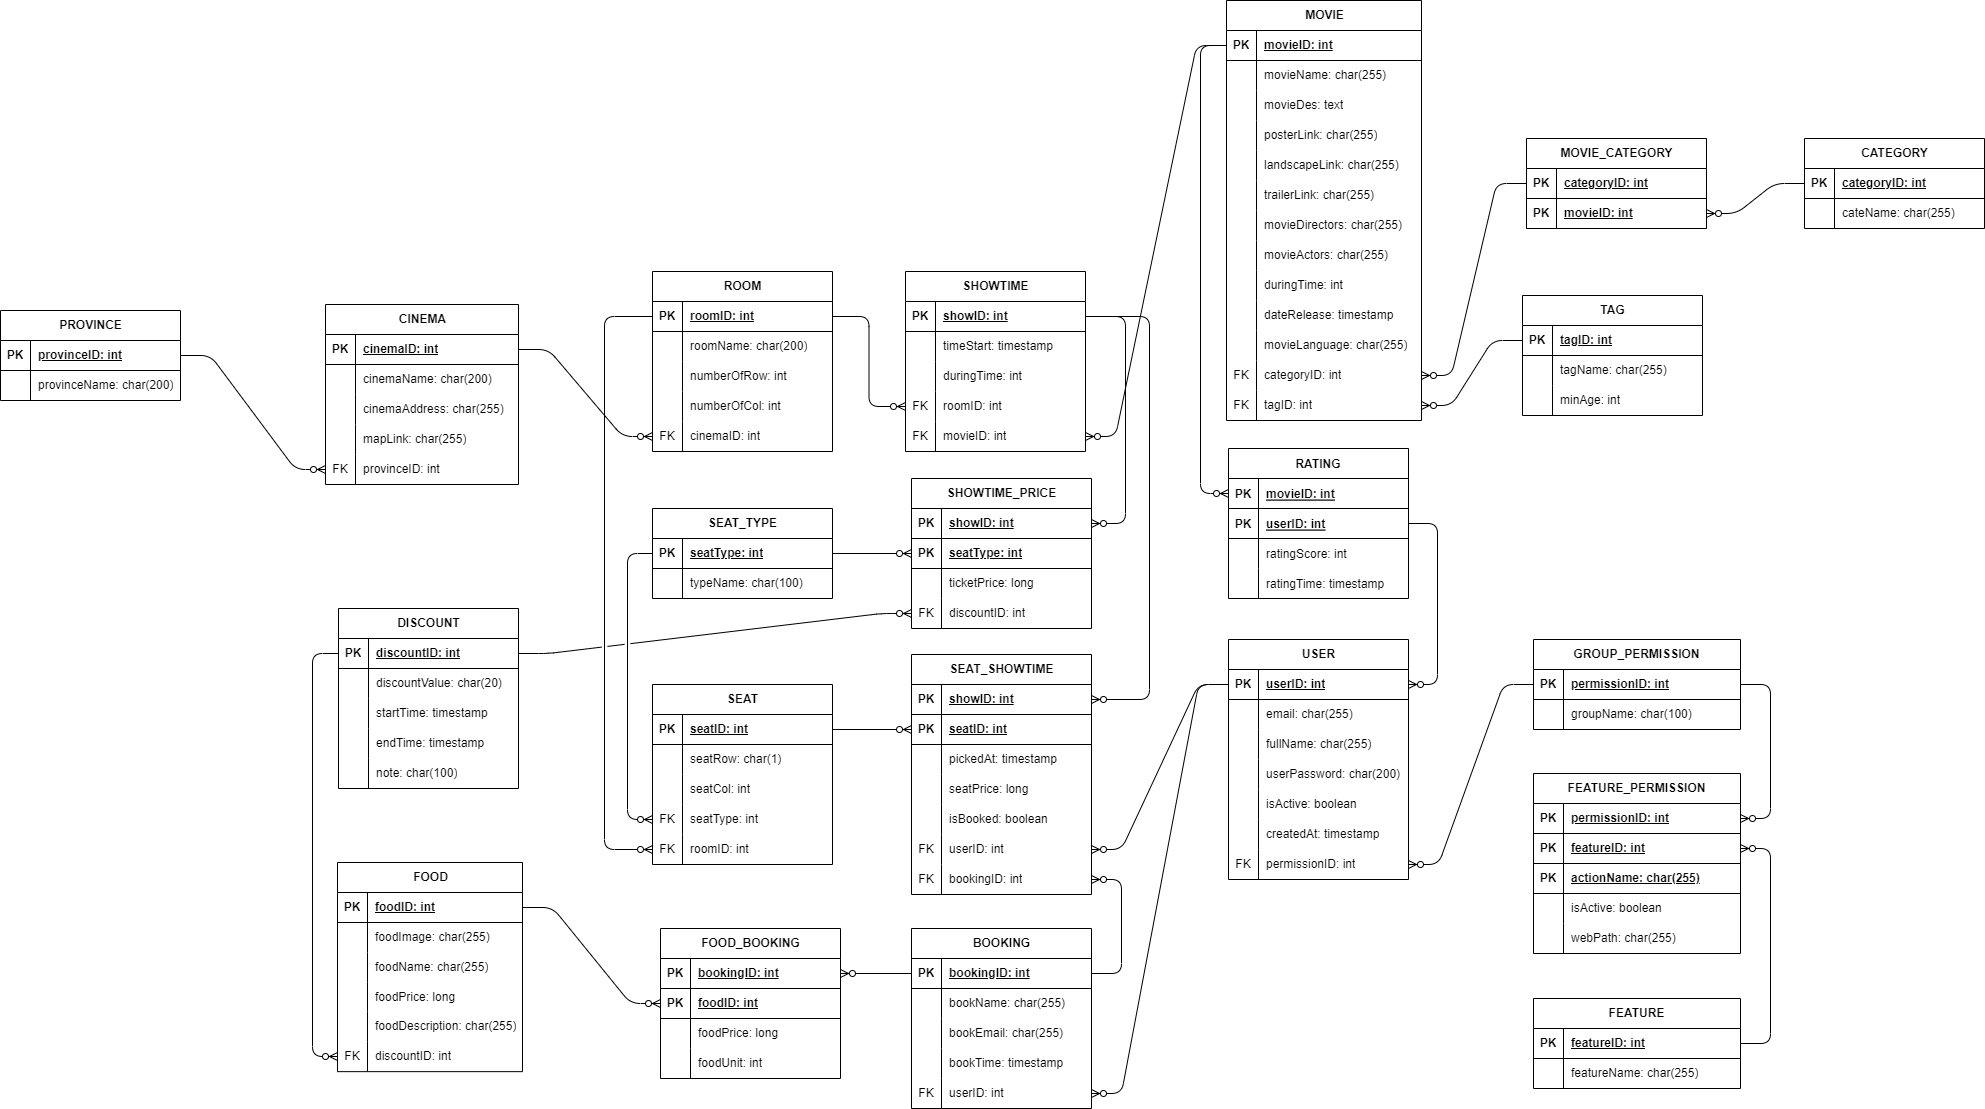 PROVINCE
PK provinceID: int
provinceName: char(200)
CINEMA
PK cinemaID: int
cinemaName: char(200)
cinemaAddress: char(255)
mapLink: char(255)
FK provinceID: int
ROOM
PK roomID: int
roomName: char(200)
numberOfRow: int
numberOfCol: int
FK cinemaID: int
SHOWTIME
PK showID: int
timeStart: timestamp
duringTime: int
FK roomID: int
FK movieID: int
MOVIE
PK movieID: int
movieName: char(255)
movieDes: text
posterLink: char(255)
landscapeLink: char(255)
trailerLink: char(255)
movieDirectors: char(255)
movieActors: char(255)
duringTime: int
dateRelease: timestamp
movieLanguage: char(255)
FK categoryID: int
FK tagID: int
MOVIE_CATEGORY
PK categoryID: int
PK movieID: int
CATEGORY
PK categoryID: int
cateName: char(255)
TAG
PK tagID: int
tagName: char(255)
minAge: int
SEAT_TYPE
PK seatType: int
typeName: char(100)
SHOWTIME_PRICE
PK showID: int
PK seatType: int
ticketPrice: long
FK discountID: int
RATING
PK movieID: int
PK userID: int
ratingScore: int
ratingTime: timestamp
DISCOUNT
PK discountID: int
discountValue: char(20)
startTime: timestamp
endTime: timestamp
note: char(100)
SEAT
PK seatID: int
seatRow: char(1)
seatCol: int
FK seatType: int
FK roomID: int
SEAT_SHOWTIME
PK showID: int
PK seatID: int
pickedAt: timestamp
seatPrice: long
isBooked: boolean
FK userID: int
FK bookingID: int
USER
PK userID: int
email: char(255)
fullName: char(255)
userPassword: char(200)
isActive: boolean
createdAt: timestamp
FK permissionID: int
GROUP_PERMISSION
PK permissionID: int
groupName: char(100)
FEATURE_PERMISSION
PK permissionID: int
PK featureID: int
PK actionName: char(255)
isActive: boolean
webPath: char(255)
FOOD
PK foodID: int
foodImage: char(255)
foodName: char(255)
foodPrice: long
foodDescription: char(255)
FK discountID: int
FOOD_BOOKING
PK bookingID: int
PK foodID: int
foodPrice: long
foodUnit: int
BOOKING
PK bookingID: int
bookName: char(255)
bookEmail: char(255)
bookTime: timestamp
FK userID: int
FEATURE
PK featureID: int
featureName: char(255)